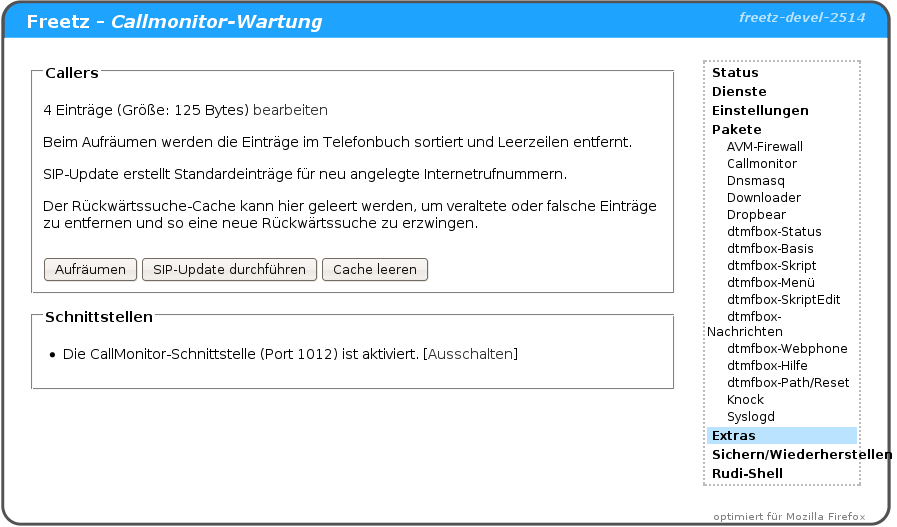 Freetz – Callmonitor-Wartung
freetz-devel-2514
Callers
4 Einträge (Größe: 125 Bytes) bearbeiten
Beim Aufräumen werden die Einträge im Telefonbuch sortiert und Leerzeilen entfernt.
SIP-Update erstellt Standardeinträge für neu angelegte Internetrufnummern.
Der Rückwärtssuche-Cache kann hier geleert werden, um veraltete oder falsche Einträge
zu entfernen und so eine neue Rückwärtssuche zu erzwingen.
Aufräumen SIP-Update durchführen Cache leeren
Schnittstellen
• Die CallMonitor-Schnittstelle (Port 1012) ist aktiviert. [Ausschalten]
Status
Dienste
Einstellungen
Pakete
AVM-Firewall
Callmonitor
Dnsmasq
Downloader
Dropbear
dtmfbox-Status
dtmfbox-Basis
dtmfbox-Skript
dtmfbox-Menü
dtmfbox-SkriptEdit
dtmfbox-
Nachrichten
dtmfbox-Webphone
dtmfbox-Hilfe
dtmfbox-Path/Reset
Knock
Syslogd
Extras
Sichern/Wiederherstellen
Rudi-Shell
optimiert für Mozilla Firefox